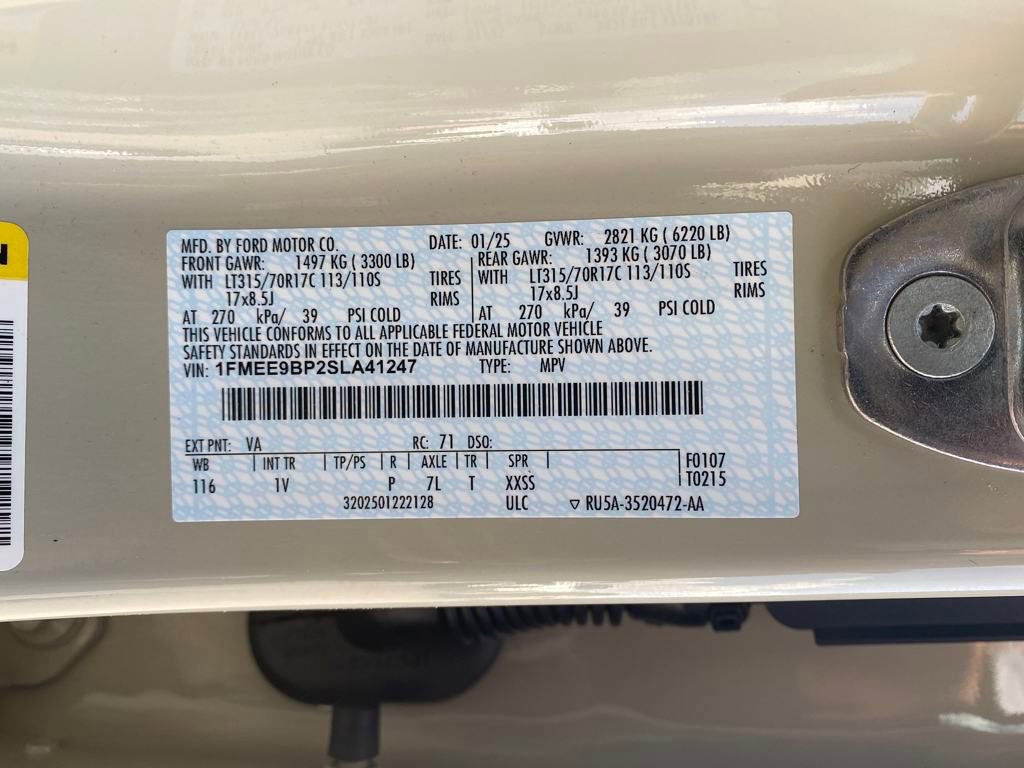 MFD. BY FORD MOTOR CO. DATE: 01/25 GVWR: 2821 KG ( 6220 LB)
FRONT GAWR: 1497 KG ( 3300 LB) REAR GAWR: 1393 KG ( 3070 LB)
WITH LT315/70R17C 113/110S TIRES WITH LT315/70R17C 113/110S TIRES
17x8.5J RIMS 17x8.5J RIMS
AT 270 kPa/ 39 PSI COLD AT 270 kPa/ 39 PSI COLD
THIS VEHICLE CONFORMS TO ALL APPLICABLE FEDERAL MOTOR VEHICLE
SAFETY STANDARDS IN EFFECT ON THE DATE OF MANUFACTURE SHOWN ABOVE.
VIN: 1FMEE9BP2SLA41247 TYPE: MPV
EXT PNT: VA RC: 71 DSO:
WB INT TR TP/PS R AXLE TR SPR F0107
116 1V P 7L T XXSS T0215
3202501222128 ULC RU5A-3520472-AA
N